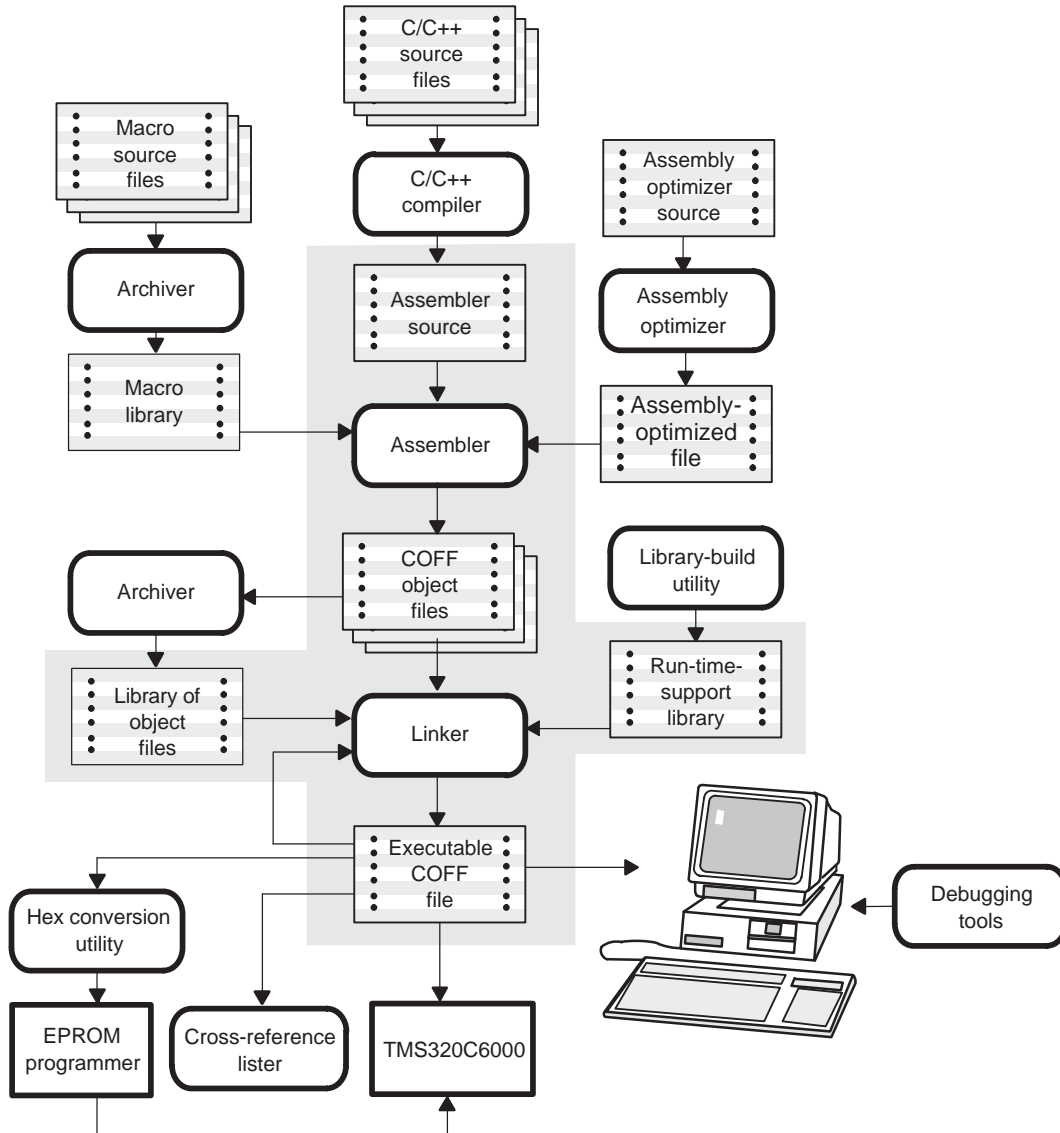 C/C++
source
files
Macro
source
files
C/C++
compiler
Assembly
optimizer
source
Archiver
Assembler
source
Assembly
optimizer
Macro
library
Assembler
Assembly-
optimized
file
Archiver
COFF
object
files
Library-build
utility
Library of
object
files
Linker
Run-time-
support
library
Executable
COFF
file
Debugging
tools
Hex conversion
utility
EPROM
programmer
Cross-reference
lister
TMS320C6000